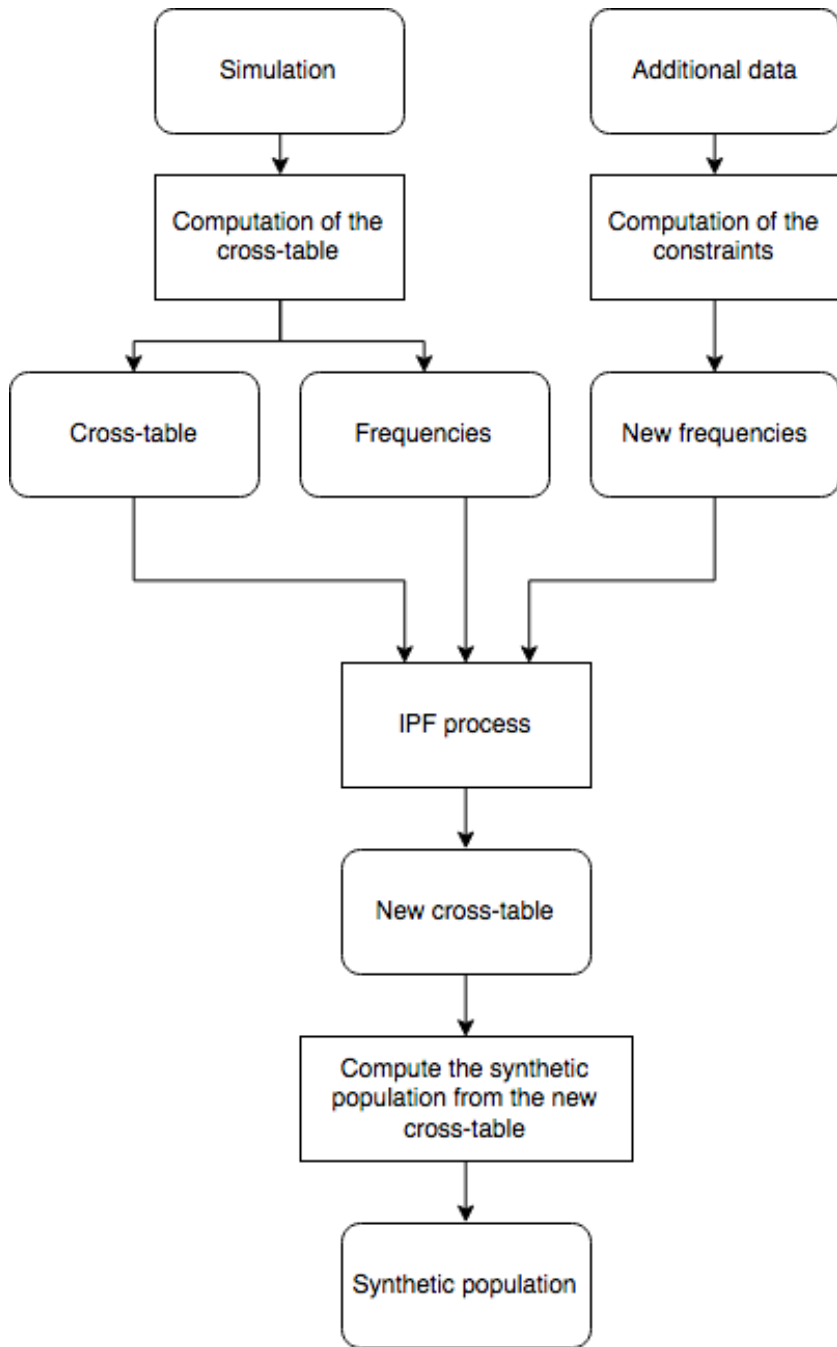 Simulation
Additional data
Computation of the
cross-table
Computation of the
constraints
Cross-table
Frequencies
New frequencies
IPF process
New cross-table
Compute the synthetic
population from the new
cross-table
Synthetic population